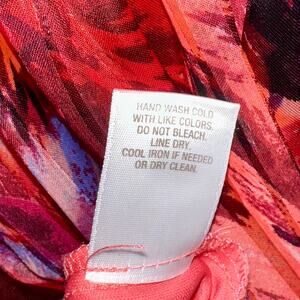 HAND WASH COLD
WITH LIKE COLORS.
DO NOT BLEACH.
LINE DRY.
COOL IRON IF NEEDED
OR DRY CLEAN.